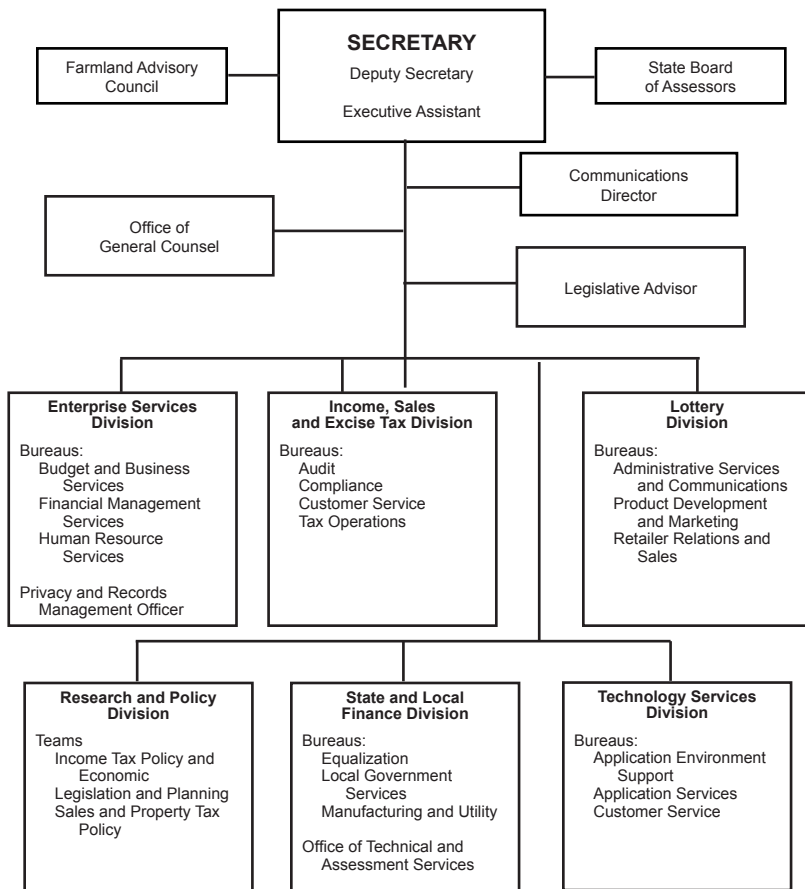 SECRETARY
Deputy Secretary
Executive Assistant
Farmland Advisory
Council
State Board
of Assessors
Communications
Director
Office of
General Counsel
Legislative Advisor
Enterprise Services
Division
Bureaus:
Budget and Business
Services
Financial Management
Services
Human Resource
Services
Privacy and Records
Management Officer
Income, Sales
and Excise Tax Division
Bureaus:
Audit
Compliance
Customer Service
Tax Operations
Lottery
Division
Bureaus:
Administrative Services
and Communications
Product Development
and Marketing
Retailer Relations and
Sales
Research and Policy
Division
Teams
Income Tax Policy and
Economic
Legislation and Planning
Sales and Property Tax
Policy
State and Local
Finance Division
Bureaus:
Equalization
Local Government
Services
Manufacturing and Utility
Office of Technical and
Assessment Services
Technology Services
Division
Bureaus:
Application Environment
Support
Application Services
Customer Service